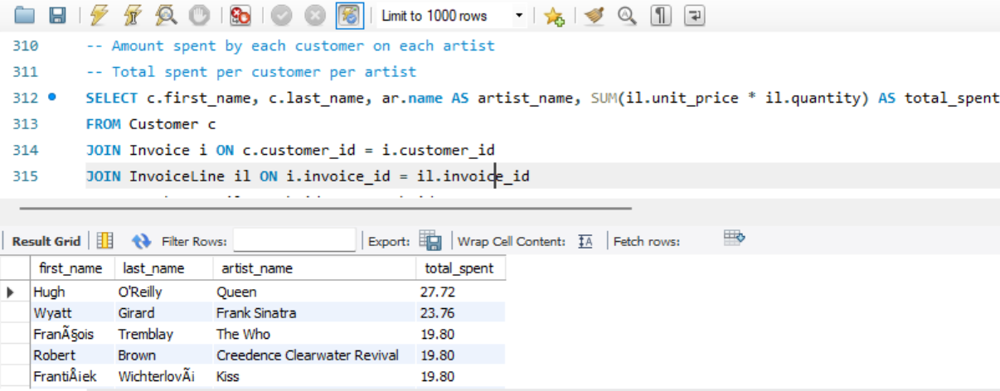 Limit to 1000 rows
310 -- Amount spent by each customer on each artist
311 -- Total spent per customer per artist
312 SELECT c.first_name, c.last_name, ar.name AS artist_name, SUM(il.unit_price * il.quantity) AS total_spent
313 FROM Customer c
314 JOIN Invoice i ON c.customer_id = i.customer_id
315 JOIN InvoiceLine il ON i.invoice_id = il.invoice_id
Result Grid Filter Rows: Export: Wrap Cell Content: Fetch rows:
first_name last_name artist_name total_spent
Hugh O'Reilly Queen 27.72
Wyatt Girard Frank Sinatra 23.76
FranÃ§ois Tremblay The Who 19.80
Robert Brown Creedence Clearwater Revival 19.80
Kiss 19.80